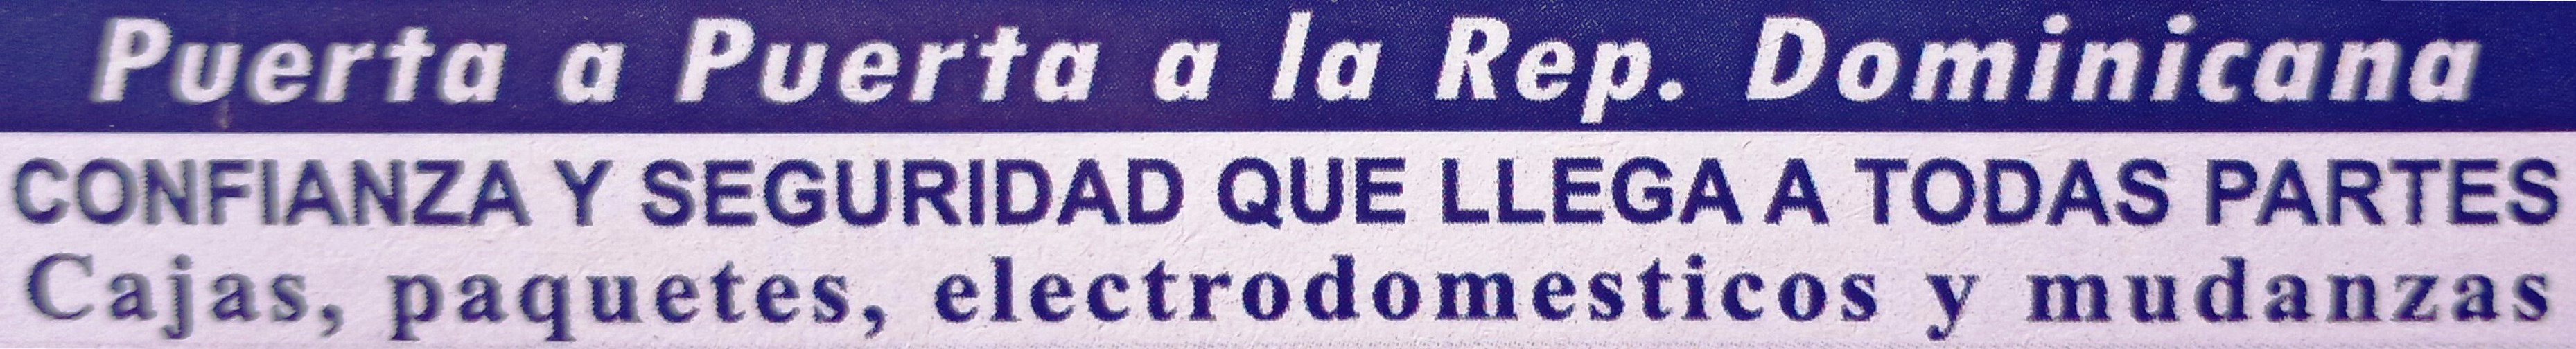 Puerta a Puerta a la Rep. Dominicana
CONFIANZA Y SEGURIDAD QUE LLEGA A TODAS PARTES
Cajas, paquetes, electrodomesticos y mudanzas